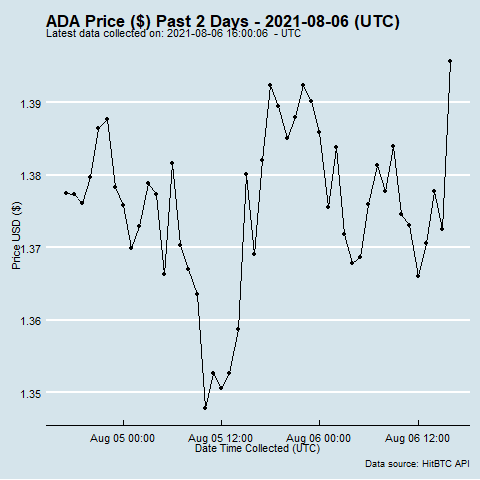 ADA Price ($) Past 2 Days - 2021-08-06 (UTC)
Latest data collected on: 2021-08-06 16:00:06 - UTC
1.39
1.38
1.37
1.36
1.35
Price USD ($)
Aug 05 00:00 Aug 05 12:00 Aug 06 00:00 Aug 06 12:00
Date Time Collected (UTC)
Data source: HitBTC API